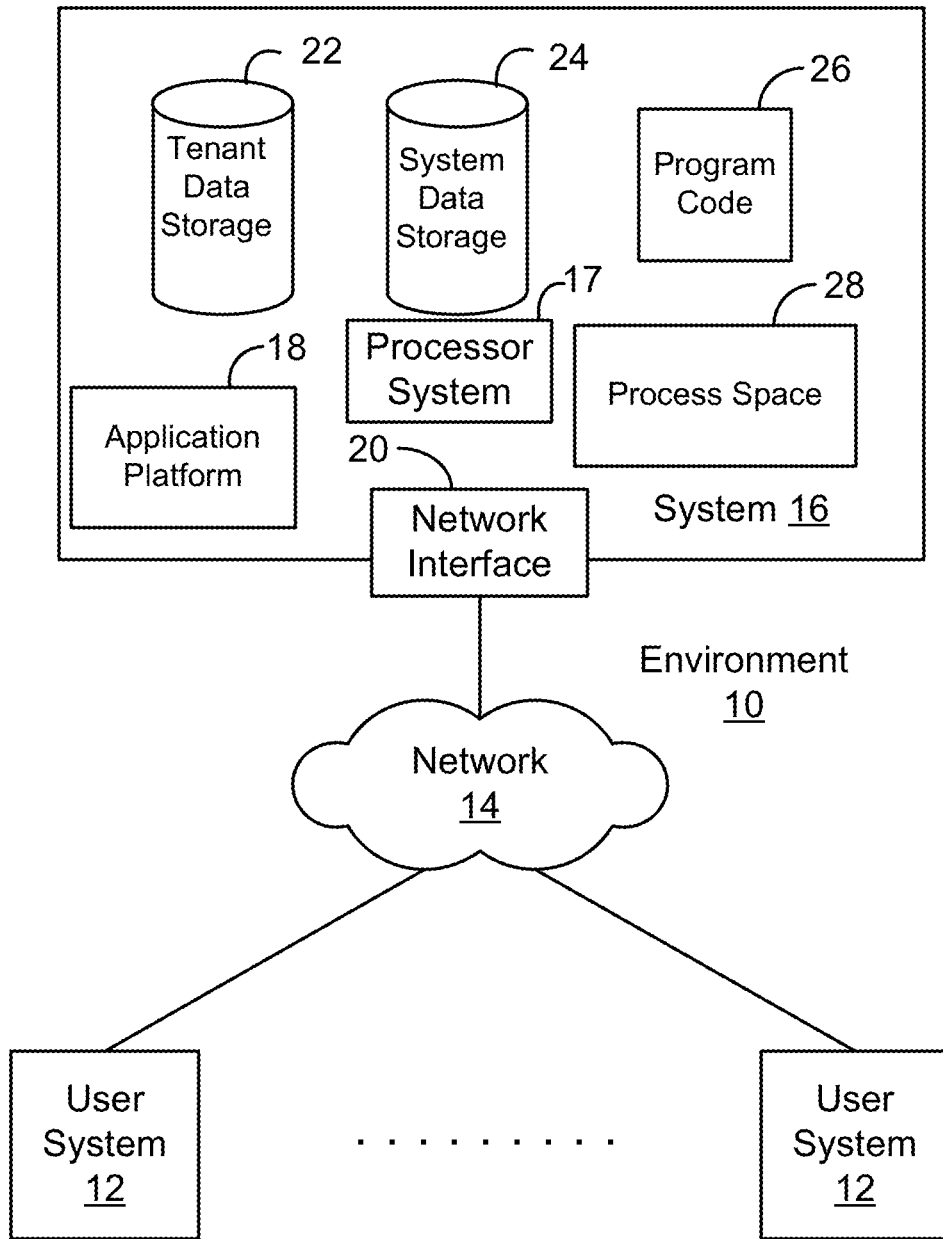 22
24
26
Tenant
Data
Storage
System
Data
Storage
Program
Code
17
28
18
Processor
System
Process Space
Application
Platform
20
System 16
Network
Interface
Environment
10
Network
14
User
System
12
. . . . . . . . .
User
System
12